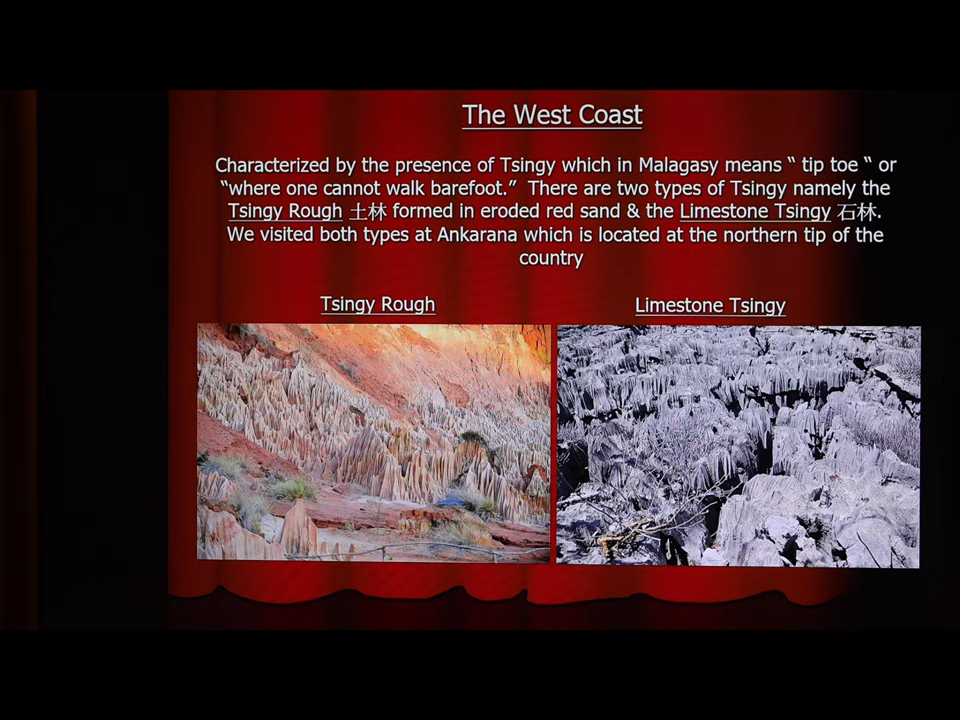 The West Coast
Characterized by the presence of Tsingy which in Malagasy means “ tip toe “ or
“where one cannot walk barefoot.”  There are two types of Tsingy namely the
Tsingy Rough 土林 formed in eroded red sand & the Limestone Tsingy 石林.
We visited both types at Ankarana which is located at the northern tip of the
country
Tsingy Rough
Limestone Tsingy